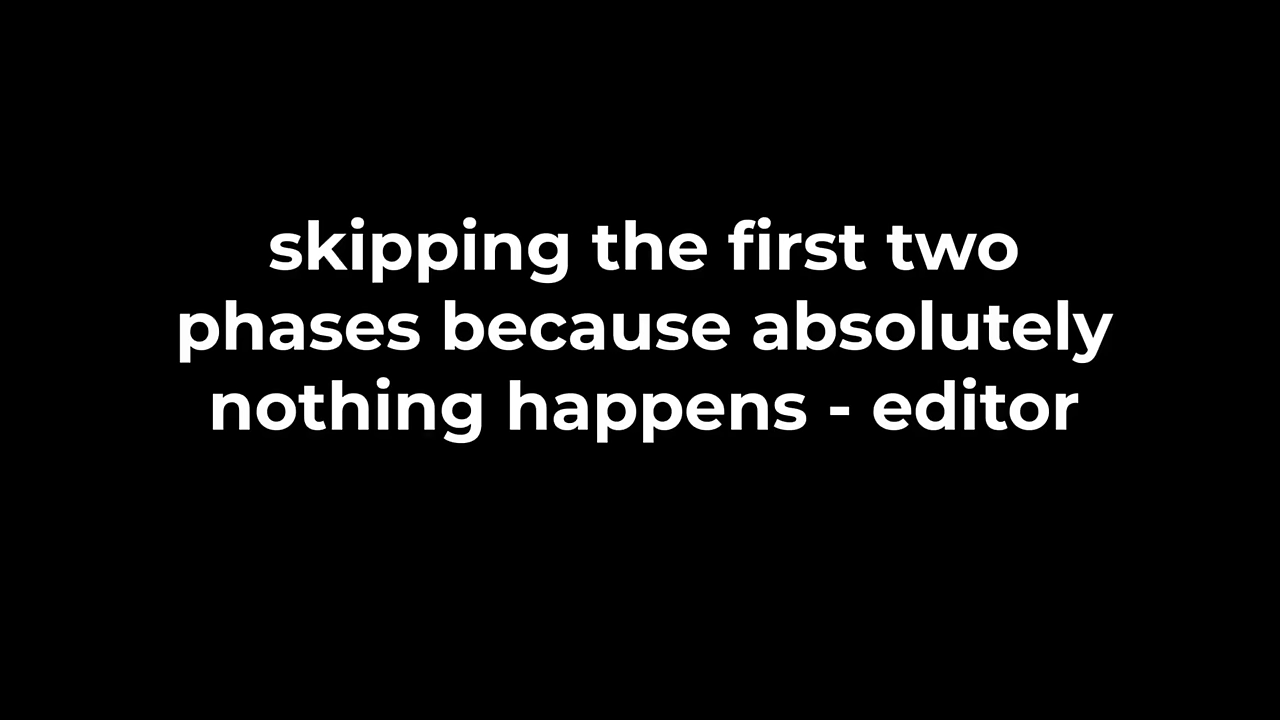 skipping the first two
phases because absolutely
nothing happens - editor